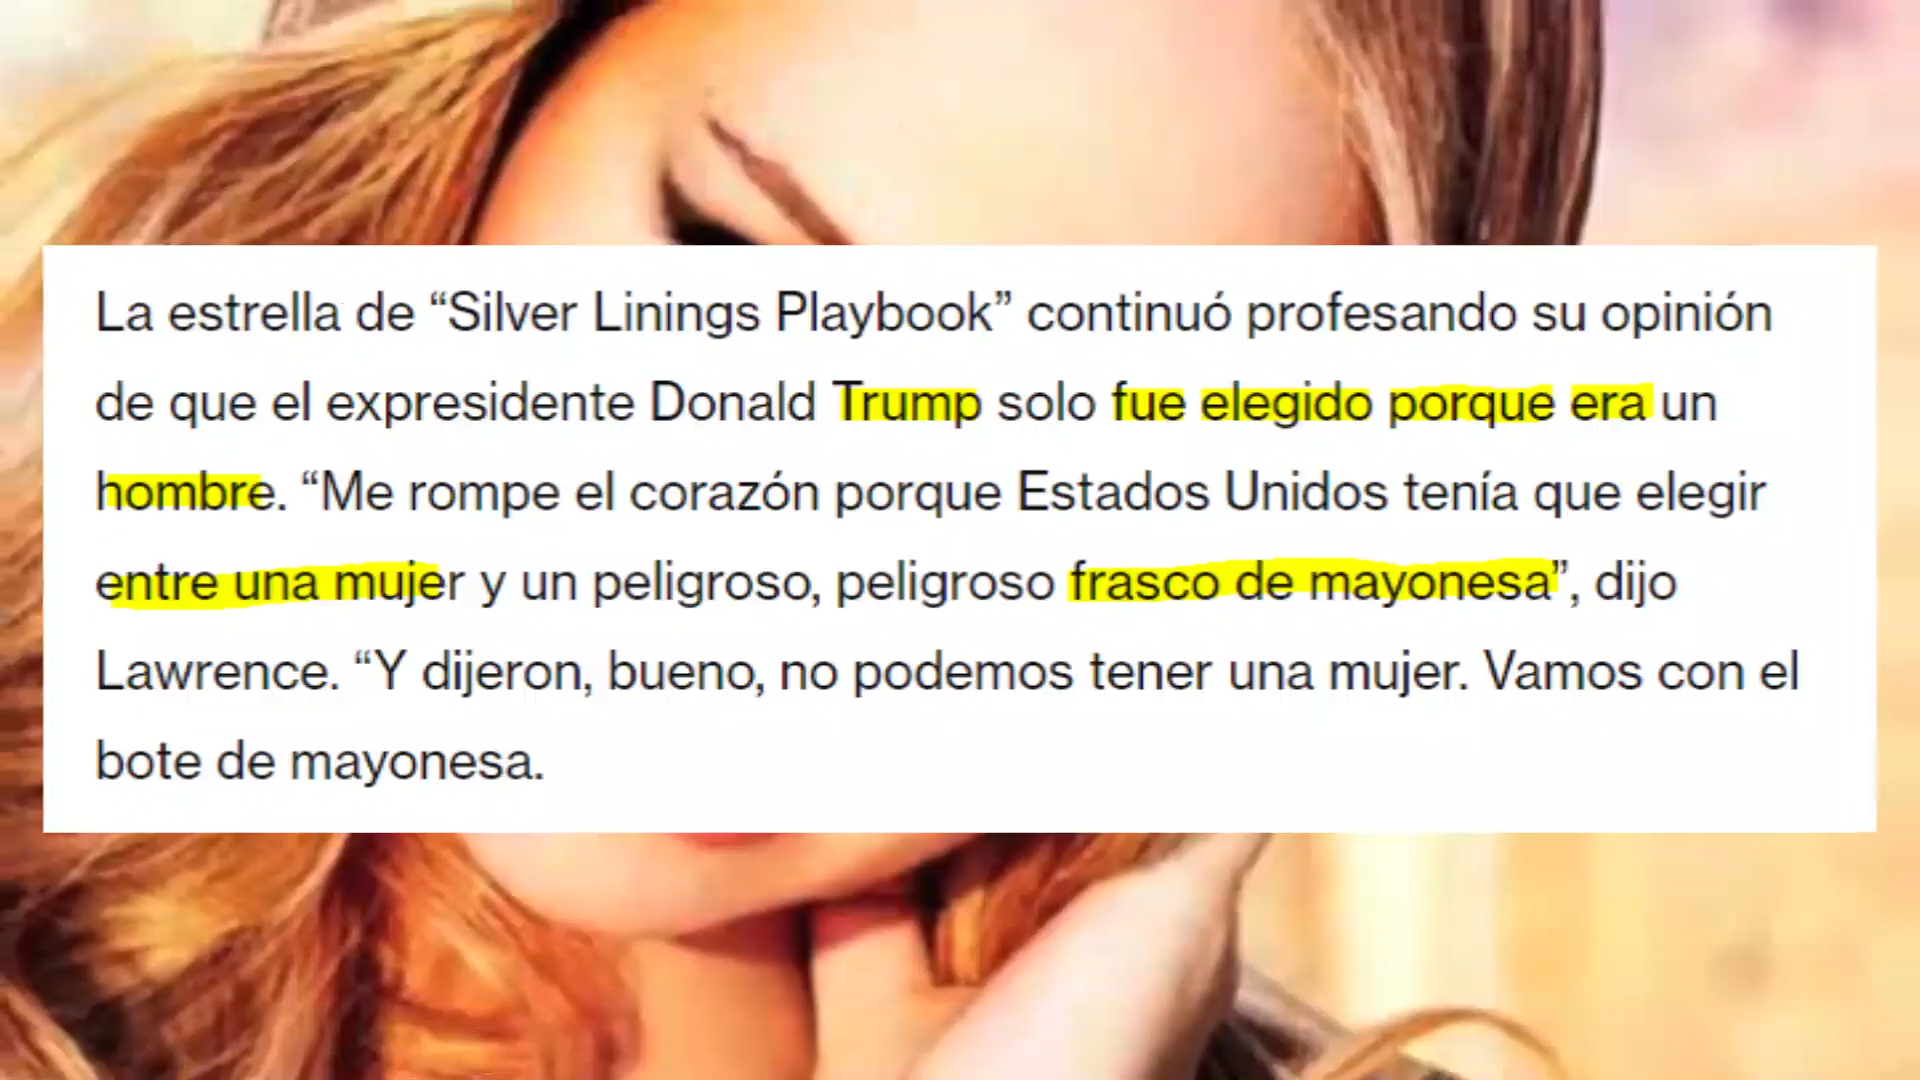 La estrella de “Silver Linings Playbook” continuó profesando su opinión
de que el expresidente Donald Trump solo fue elegido porque era un
hombre. “Me rompe el corazón porque Estados Unidos tenía que elegir
entre una mujer y un peligroso, peligroso frasco de mayonesa”, dijo
Lawrence. “Y dijeron, bueno, no podemos tener una mujer. Vamos con el
bote de mayonesa.